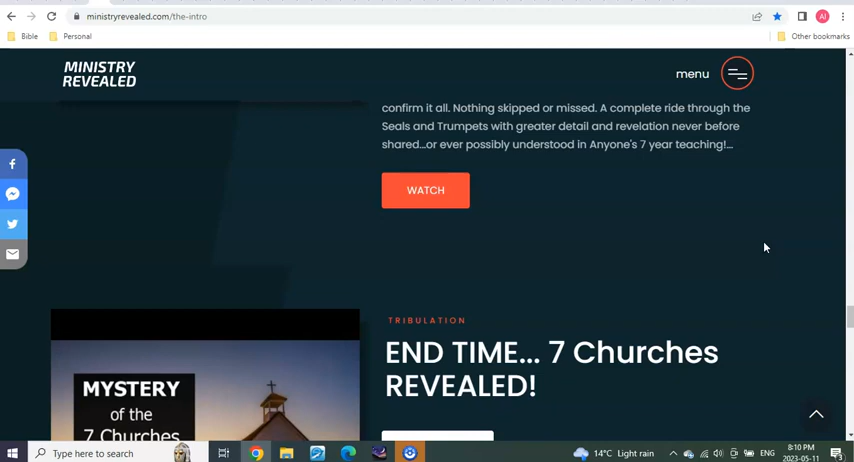 ministryrevealed.com/the-intro
Bible
Personal
Other bookmarks
MINISTRY
REVEALED
menu
confirm it all. Nothing skipped or missed. A complete ride through the
Seals and Trumpets with greater detail and revelation never before
shared...or ever possibly understood in Anyone's 7 year teaching!...
WATCH
TRIBULATION
END TIME... 7 Churches
REVEALED!
MYSTERY
of the
7 Churches
Type here to search
14°C Light rain
ENG
8:10 PM
2023-05-11